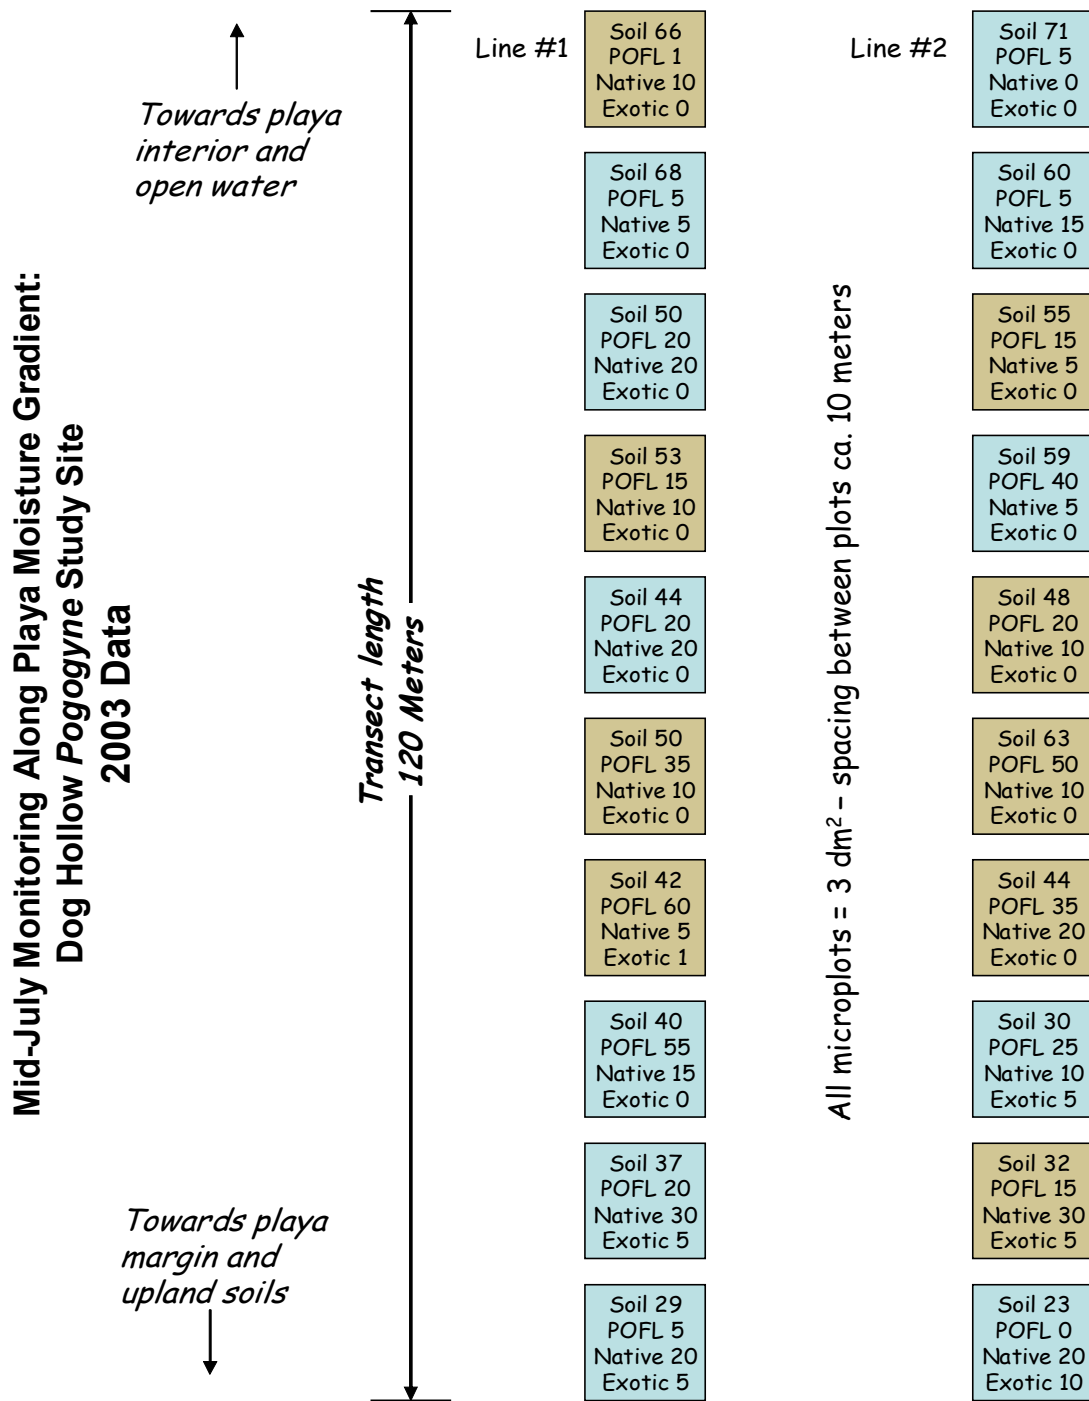 Mid-July Monitoring Along Playa Moisture Gradient:
Dog Hollow Pogogyne Study Site
2003 Data
Towards playa
interior and
open water
Towards playa
margin and
upland soils
Transect length
120 Meters
Line #1
Soil 66
POFL 1
Native 10
Exotic 0
Soil 68
POFL 5
Native 5
Exotic 0
Soil 50
POFL 20
Native 20
Exotic 0
Soil 53
POFL 15
Native 10
Exotic 0
Soil 44
POFL 20
Native 20
Exotic 0
Soil 50
POFL 35
Native 10
Exotic 0
Soil 42
POFL 60
Native 5
Exotic 1
Soil 40
POFL 55
Native 15
Exotic 0
Soil 37
POFL 20
Native 30
Exotic 5
Soil 29
POFL 5
Native 20
Exotic 5
All microplots = 3 dm² – spacing between plots ca. 10 meters
Line #2
Soil 71
POFL 5
Native 0
Exotic 0
Soil 60
POFL 5
Native 15
Exotic 0
Soil 55
POFL 15
Native 5
Exotic 0
Soil 59
POFL 40
Native 5
Exotic 0
Soil 48
POFL 20
Native 10
Exotic 0
Soil 63
POFL 50
Native 10
Exotic 0
Soil 44
POFL 35
Native 20
Exotic 0
Soil 30
POFL 25
Native 10
Exotic 5
Soil 32
POFL 15
Native 30
Exotic 5
Soil 23
POFL 0
Native 20
Exotic 10